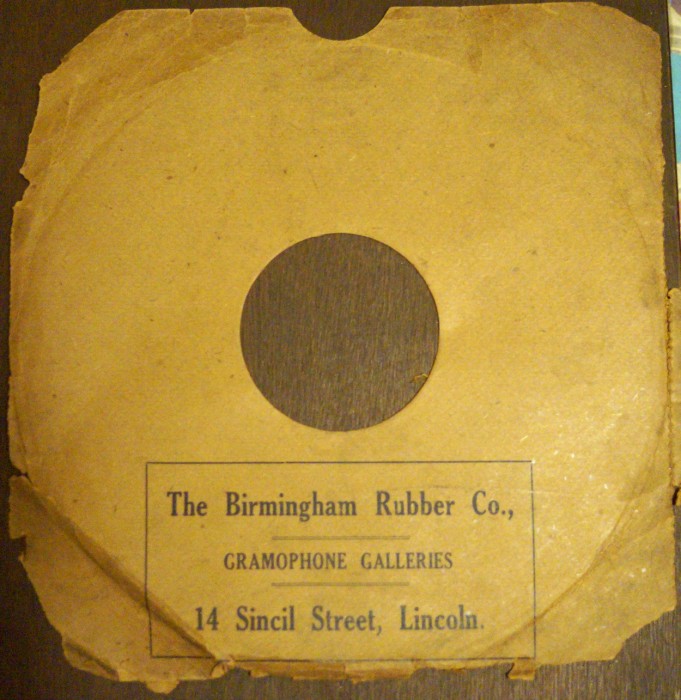 The Birmingham Rubber Co.,
GRAMOPHONE GALLERIES
14 Sincil Street, Lincoln.